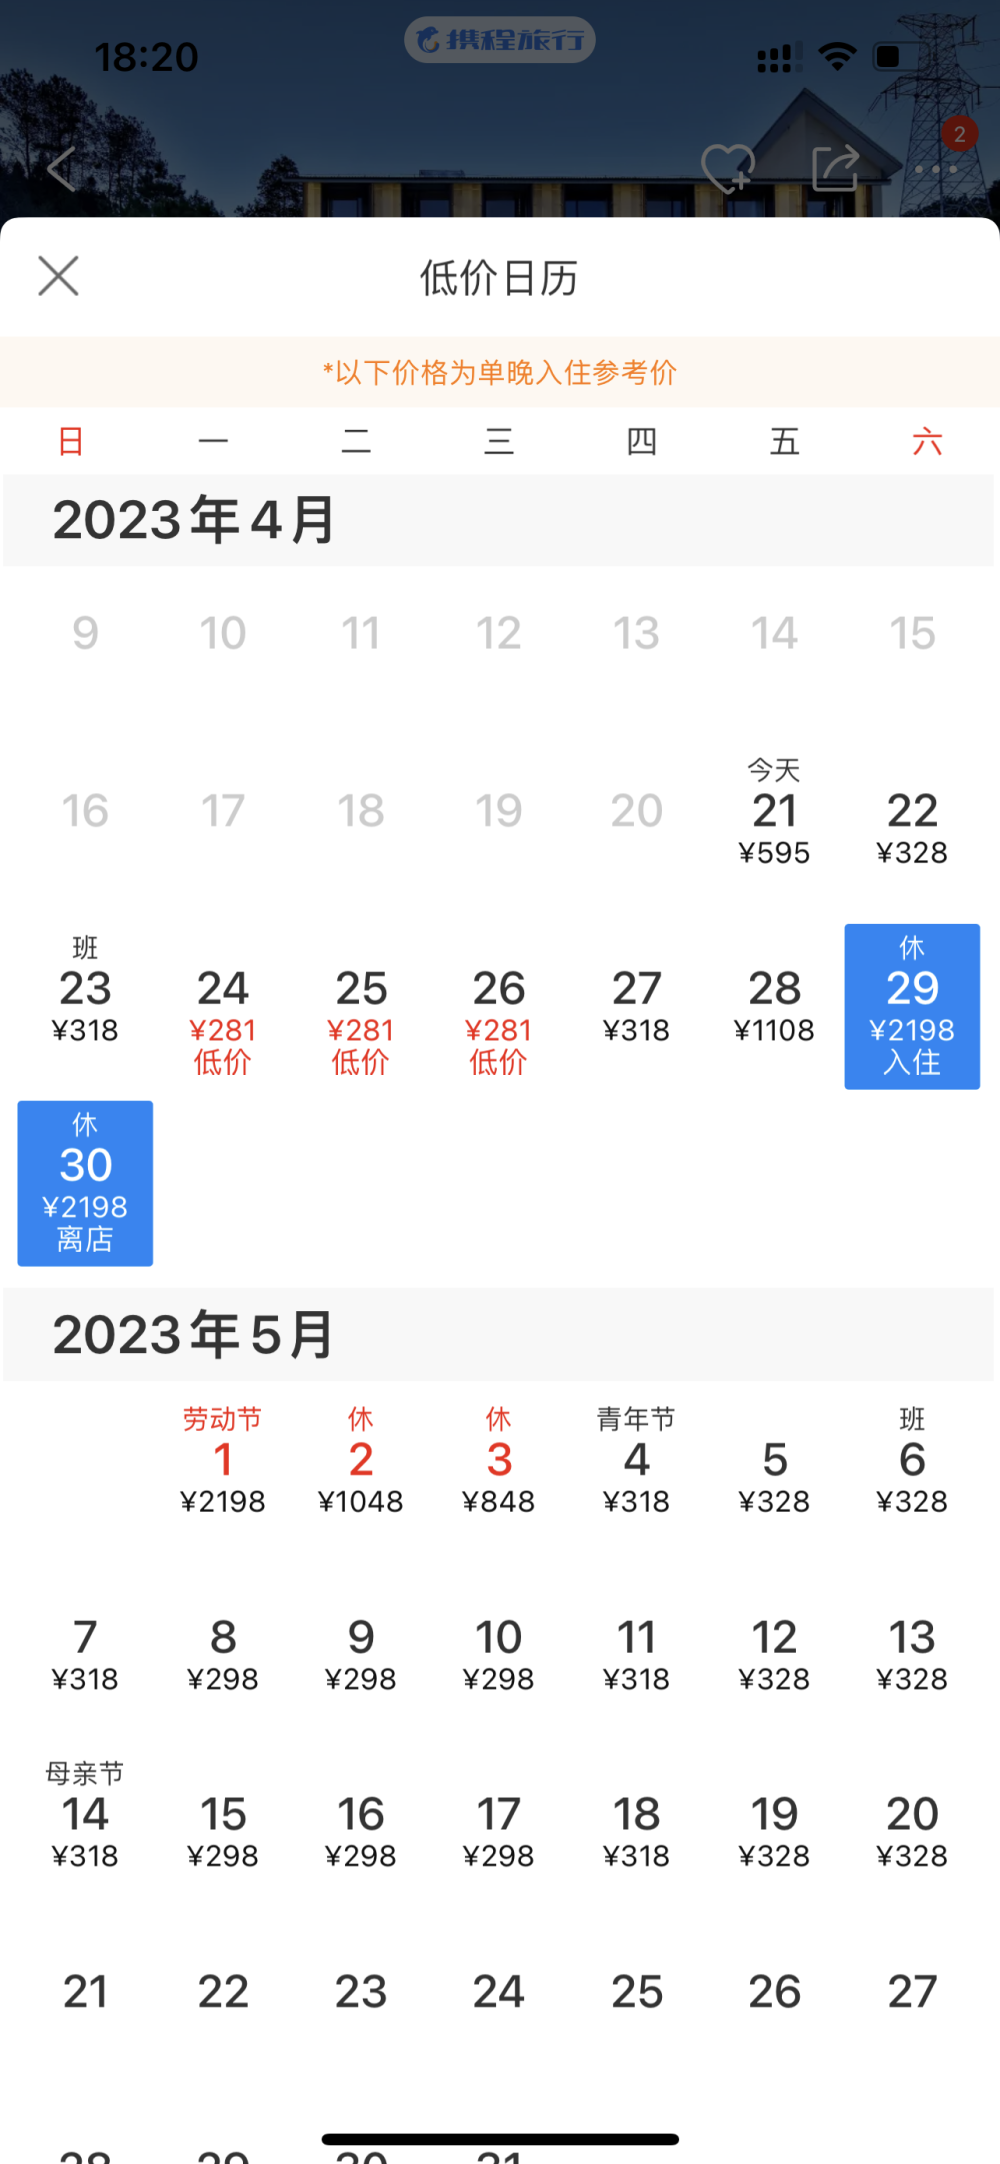 18:20
携程旅行
2
低价日历
*以下价格为单晚入住参考价
日 一 二 三 四 五 六
2023年4月
9 10 11 12 13 14 15
今天
16 17 18 19 20 21 22
¥595 ¥328
班 休
23 24 25 26 27 28 29
¥318 ¥281 ¥281 ¥281 ¥318 ¥1108 ¥2198
低价 低价 低价 入住
休
30
¥2198
离店
2023年5月
劳动节 休 休 青年节 班
1 2 3 4 5 6
¥2198 ¥1048 ¥848 ¥318 ¥328 ¥328
7 8 9 10 11 12 13
¥318 ¥298 ¥298 ¥298 ¥318 ¥328 ¥328
母亲节
14 15 16 17 18 19 20
¥318 ¥298 ¥298 ¥298 ¥318 ¥328 ¥328
21 22 23 24 25 26 27
28 29 30 31